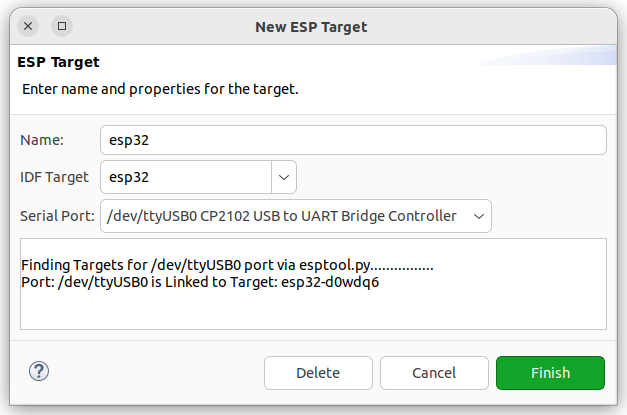 New ESP Target
ESP Target
Enter name and properties for the target.
Name: esp32
IDF Target esp32
Serial Port: /dev/ttyUSB0 CP2102 USB to UART Bridge Controller
Finding Targets for /dev/ttyUSB0 port via esptool.py................
Port: /dev/ttyUSB0 is Linked to Target: esp32-d0wdq6
? Delete Cancel Finish